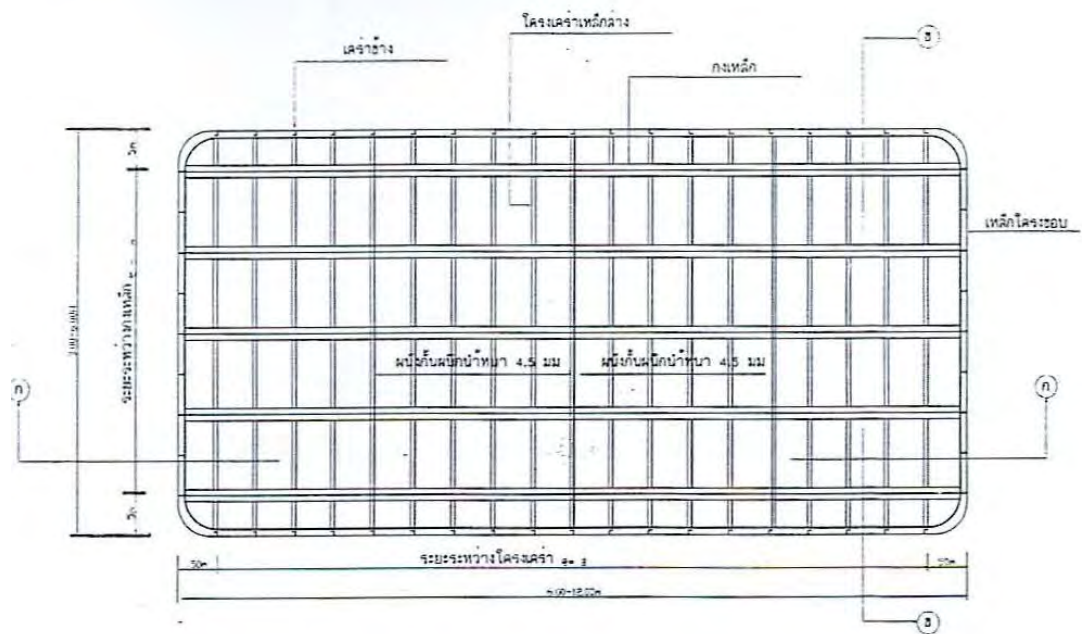 โครงเคร่าเหล็กล่าง
เคร่าข้าง
กงเหล็ก
ข
เหล็กโครงขอบ
ระยะระหว่างกงเหล็ก
ผนังกั้นผนึกน้ำหนา 4.5 มม
ผนังกั้นผนึกน้ำหนา 4.5 มม
ก
ก
ระยะระหว่างโครงเคร่า
6.00-12.00m
ข